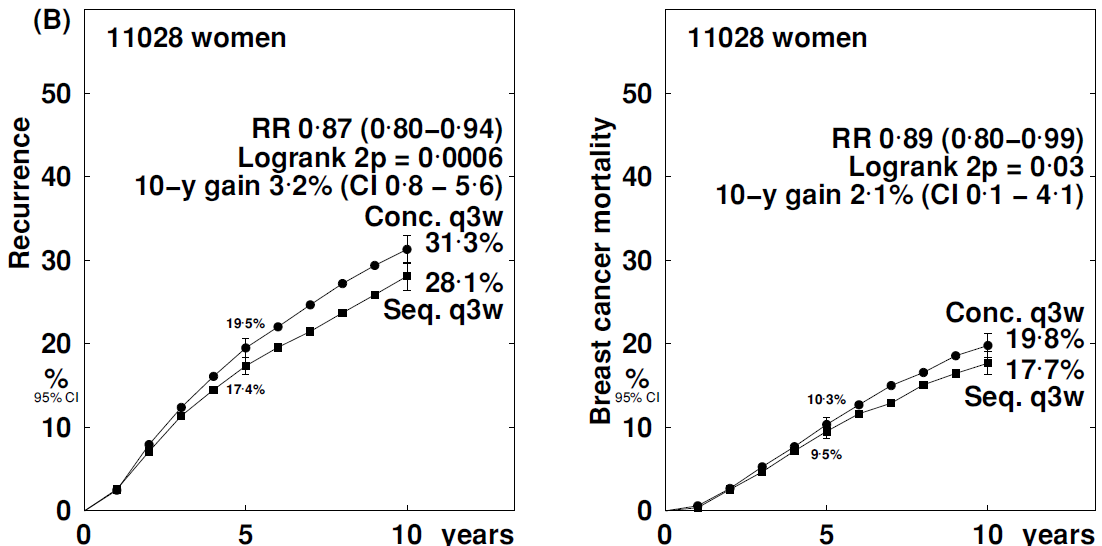 (B)
11028 women
Recurrence
50
40
30
20
10
0
%
95% CI
RR 0·87 (0·80–0·94)
Logrank 2p = 0·0006
10–y gain 3·2% (CI 0·8 – 5·6)
Conc. q3w
31·3%
28·1%
Seq. q3w
19·5%
17·4%
0
5
10
years
11028 women
Breast cancer mortality
50
40
30
20
10
0
%
95% CI
RR 0·89 (0·80–0·99)
Logrank 2p = 0·03
10–y gain 2·1% (CI 0·1 – 4·1)
Conc. q3w
19·8%
17·7%
Seq. q3w
10·3%
9·5%
0
5
10
years